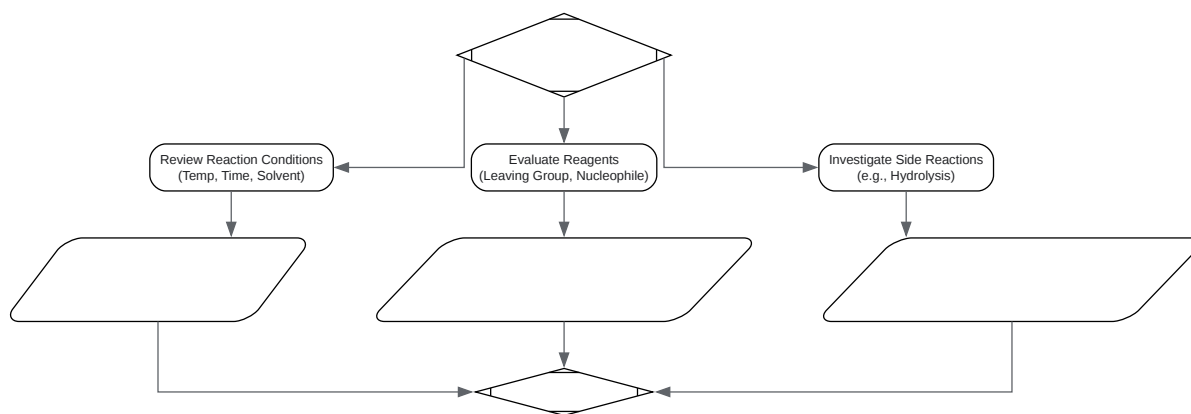 Review Reaction Conditions
(Temp, Time, Solvent)
Evaluate Reagents
(Leaving Group, Nucleophile)
Investigate Side Reactions
(e.g., Hydrolysis)